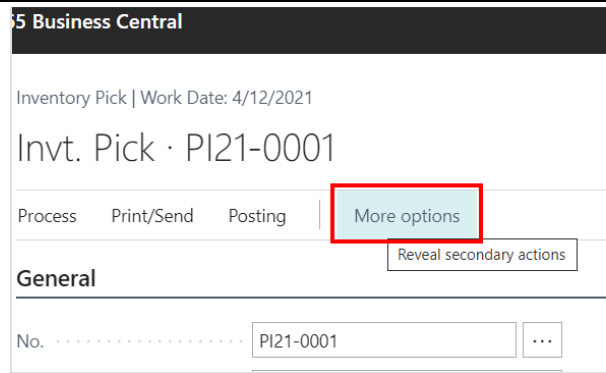 5 Business Central
Inventory Pick | Work Date: 4/12/2021
Invt. Pick · PI21-0001
Process Print/Send Posting More options
Reveal secondary actions
General
No. PI21-0001 ...